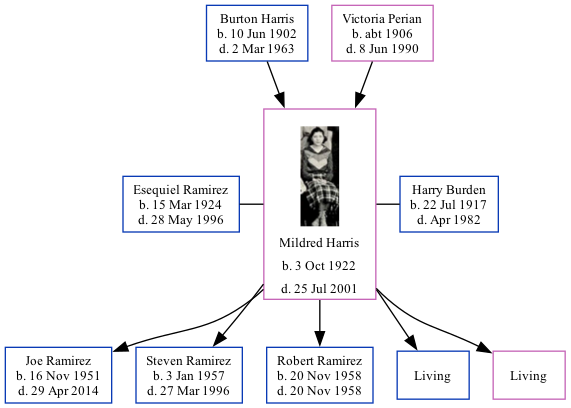 Burton Harris
b. 10 Jun 1902
d. 2 Mar 1963
Victoria Perian
b. abt 1906
d. 8 Jun 1990
Esequiel Ramirez
b. 15 Mar 1924
d. 28 May 1996
Mildred Harris
b. 3 Oct 1922
d. 25 Jul 2001
Harry Burden
b. 22 Jul 1917
d. Apr 1982
Joe Ramirez
b. 16 Nov 1951
d. 29 Apr 2014
Steven Ramirez
b. 3 Jan 1957
d. 27 Mar 1996
Robert Ramirez
b. 20 Nov 1958
d. 20 Nov 1958
Living
Living